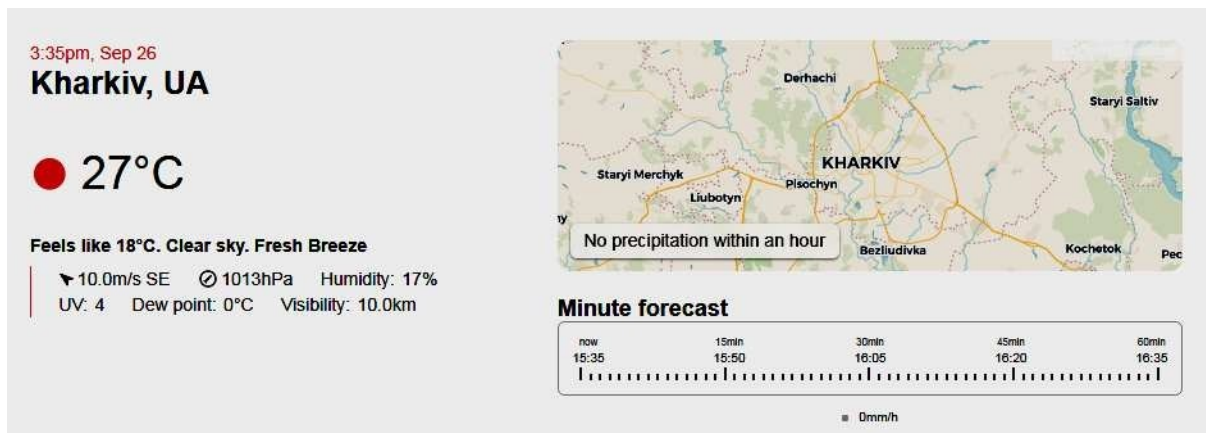 3:35pm, Sep 26
Kharkiv, UA
27°C
Feels like 18°C. Clear sky. Fresh Breeze
10.0m/s SE 1013hPa Humidity: 17%
UV: 4 Dew point: 0°C Visibility: 10.0km
Derhachi
Staryi Saltiv
KHARKIV
Staryi Merchyk
Pisochyn
Liubotyn
ny
No precipitation within an hour
Bezliudivka
Kochetok
Pec
Minute forecast
now 15min 30min 45min 60min
15:35 15:50 16:05 16:20 16:35
0mm/h